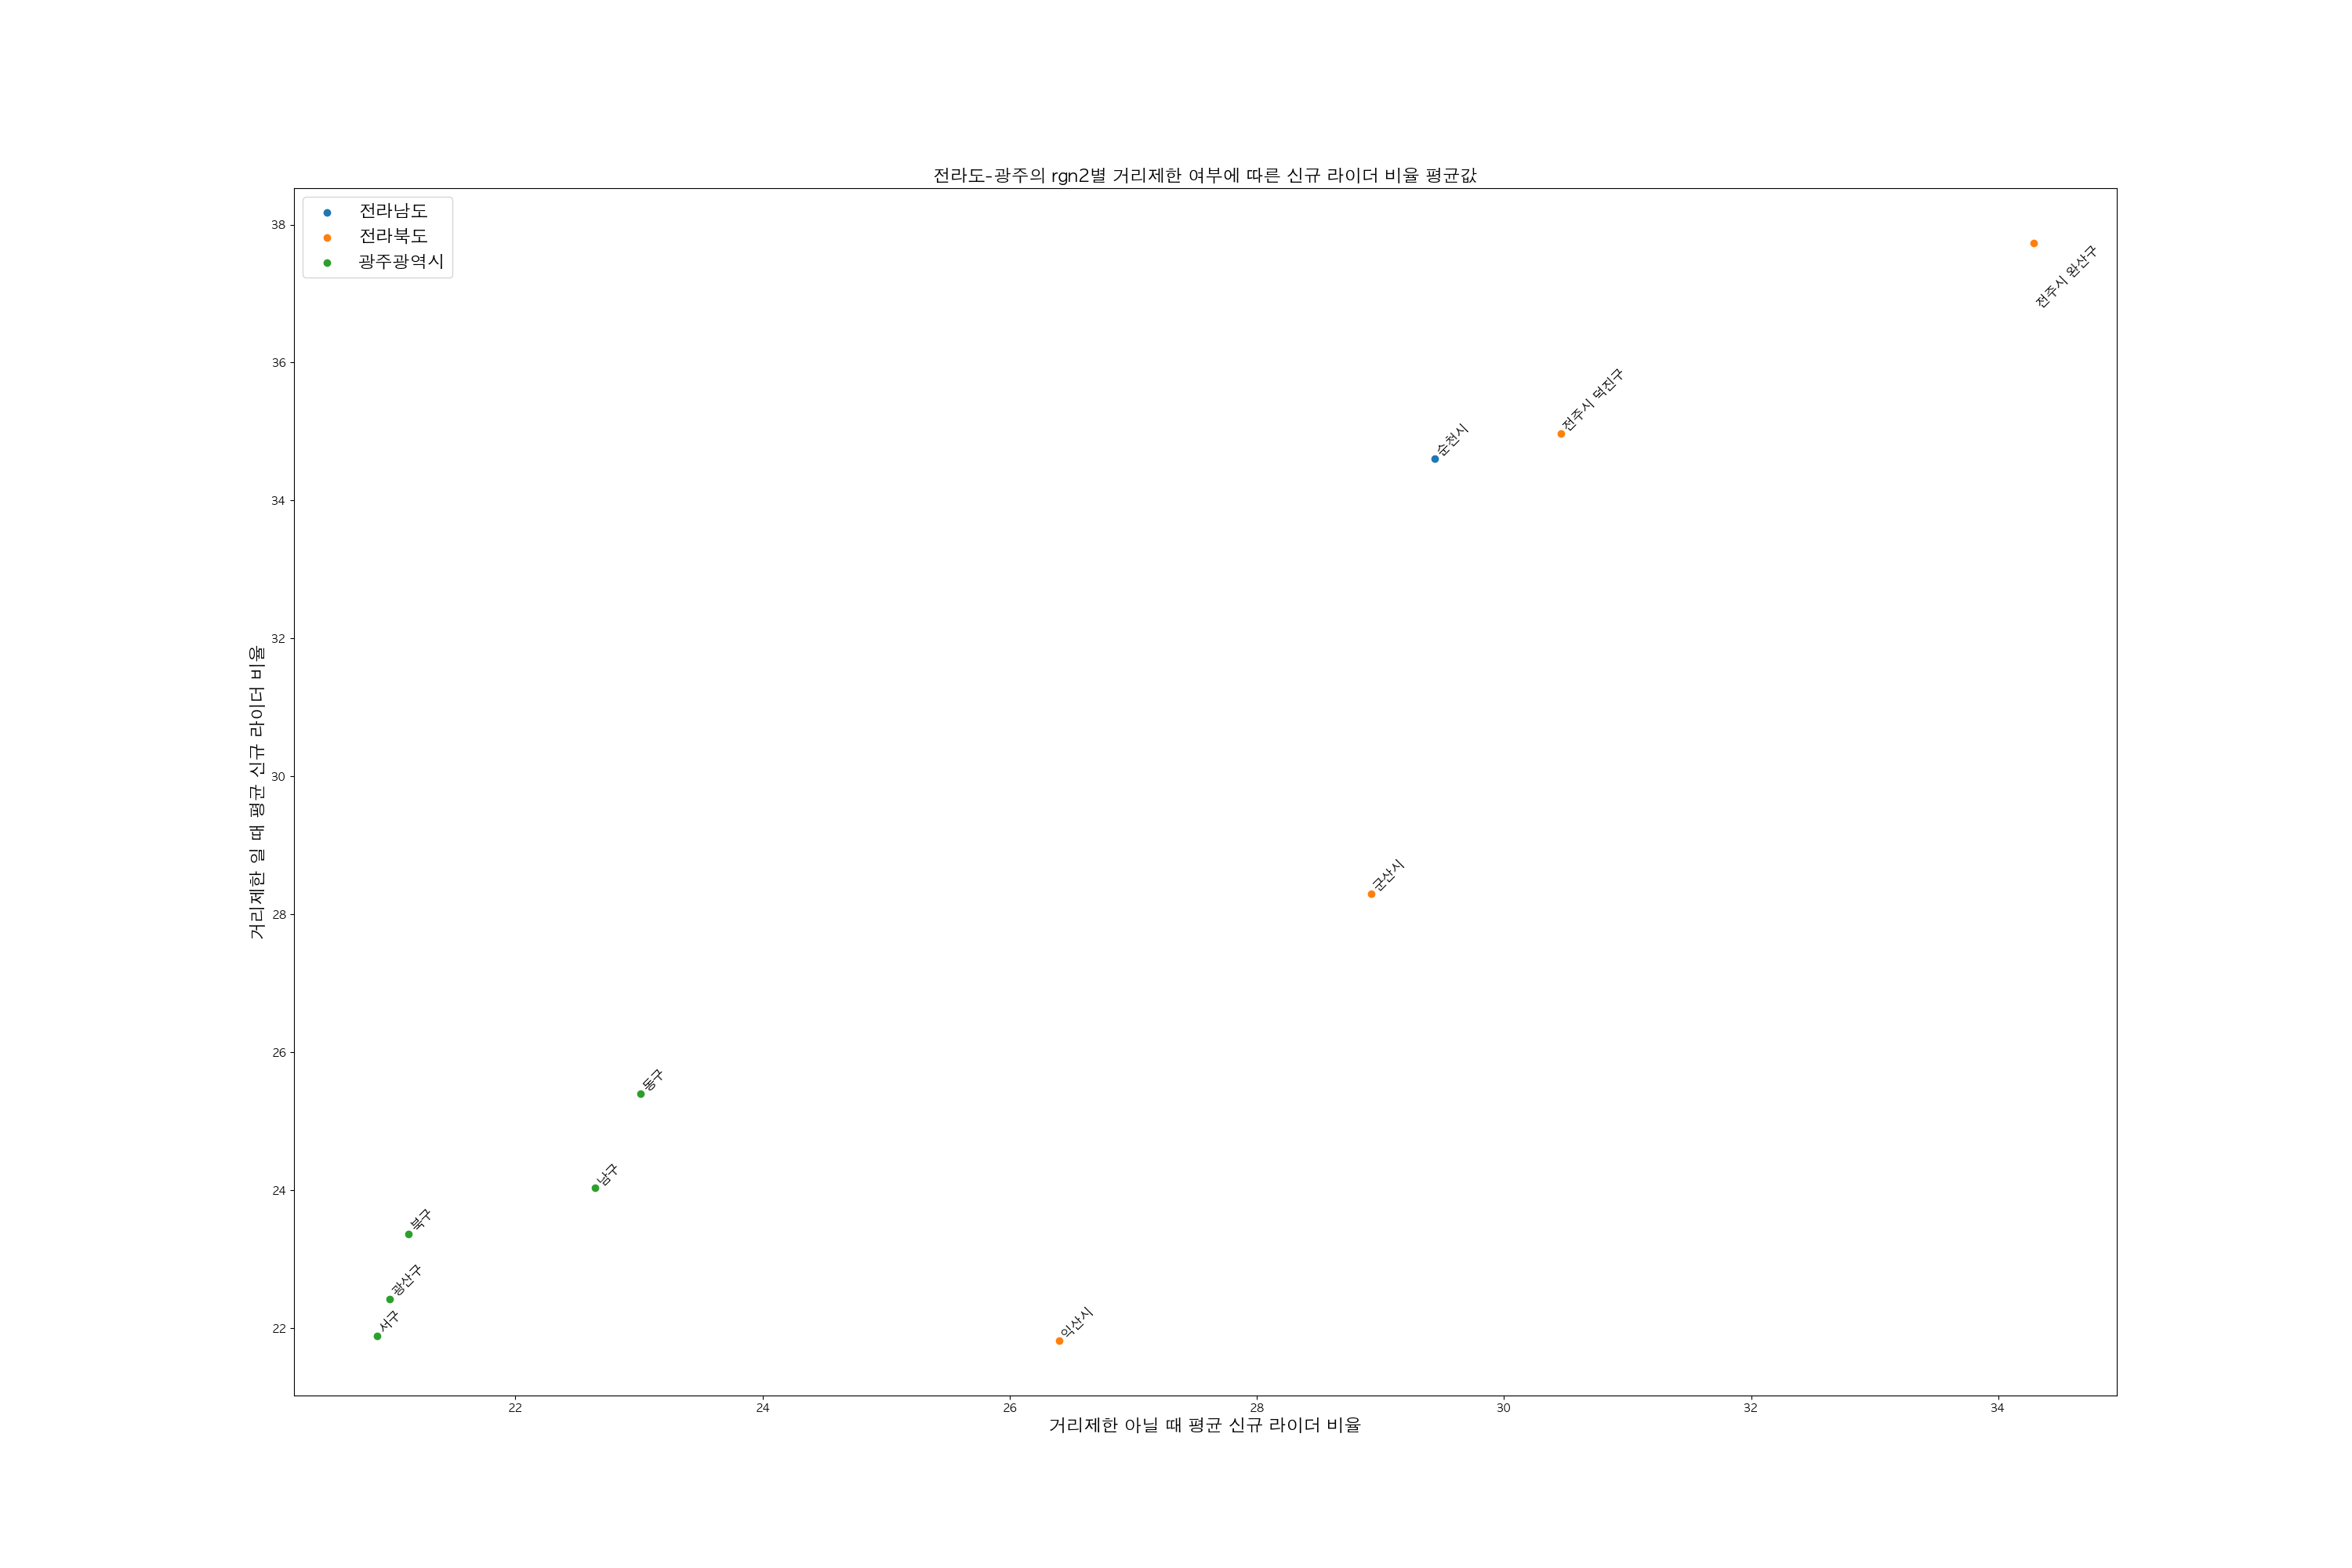 전라도-광주의 rgn2별 거리제한 여부에 따른 신규 라이더 비율 평균값
전라남도
전라북도
광주광역시
38
36
34
32
30
28
26
24
22
거리제한 일 때 평균 신규 라이더 비율
전주시 완산구
전주시 덕진구
순천시
군산시
동구
남구
북구
광산구
서구
익산시
22
24
26
28
30
32
34
거리제한 아닐 때 평균 신규 라이더 비율